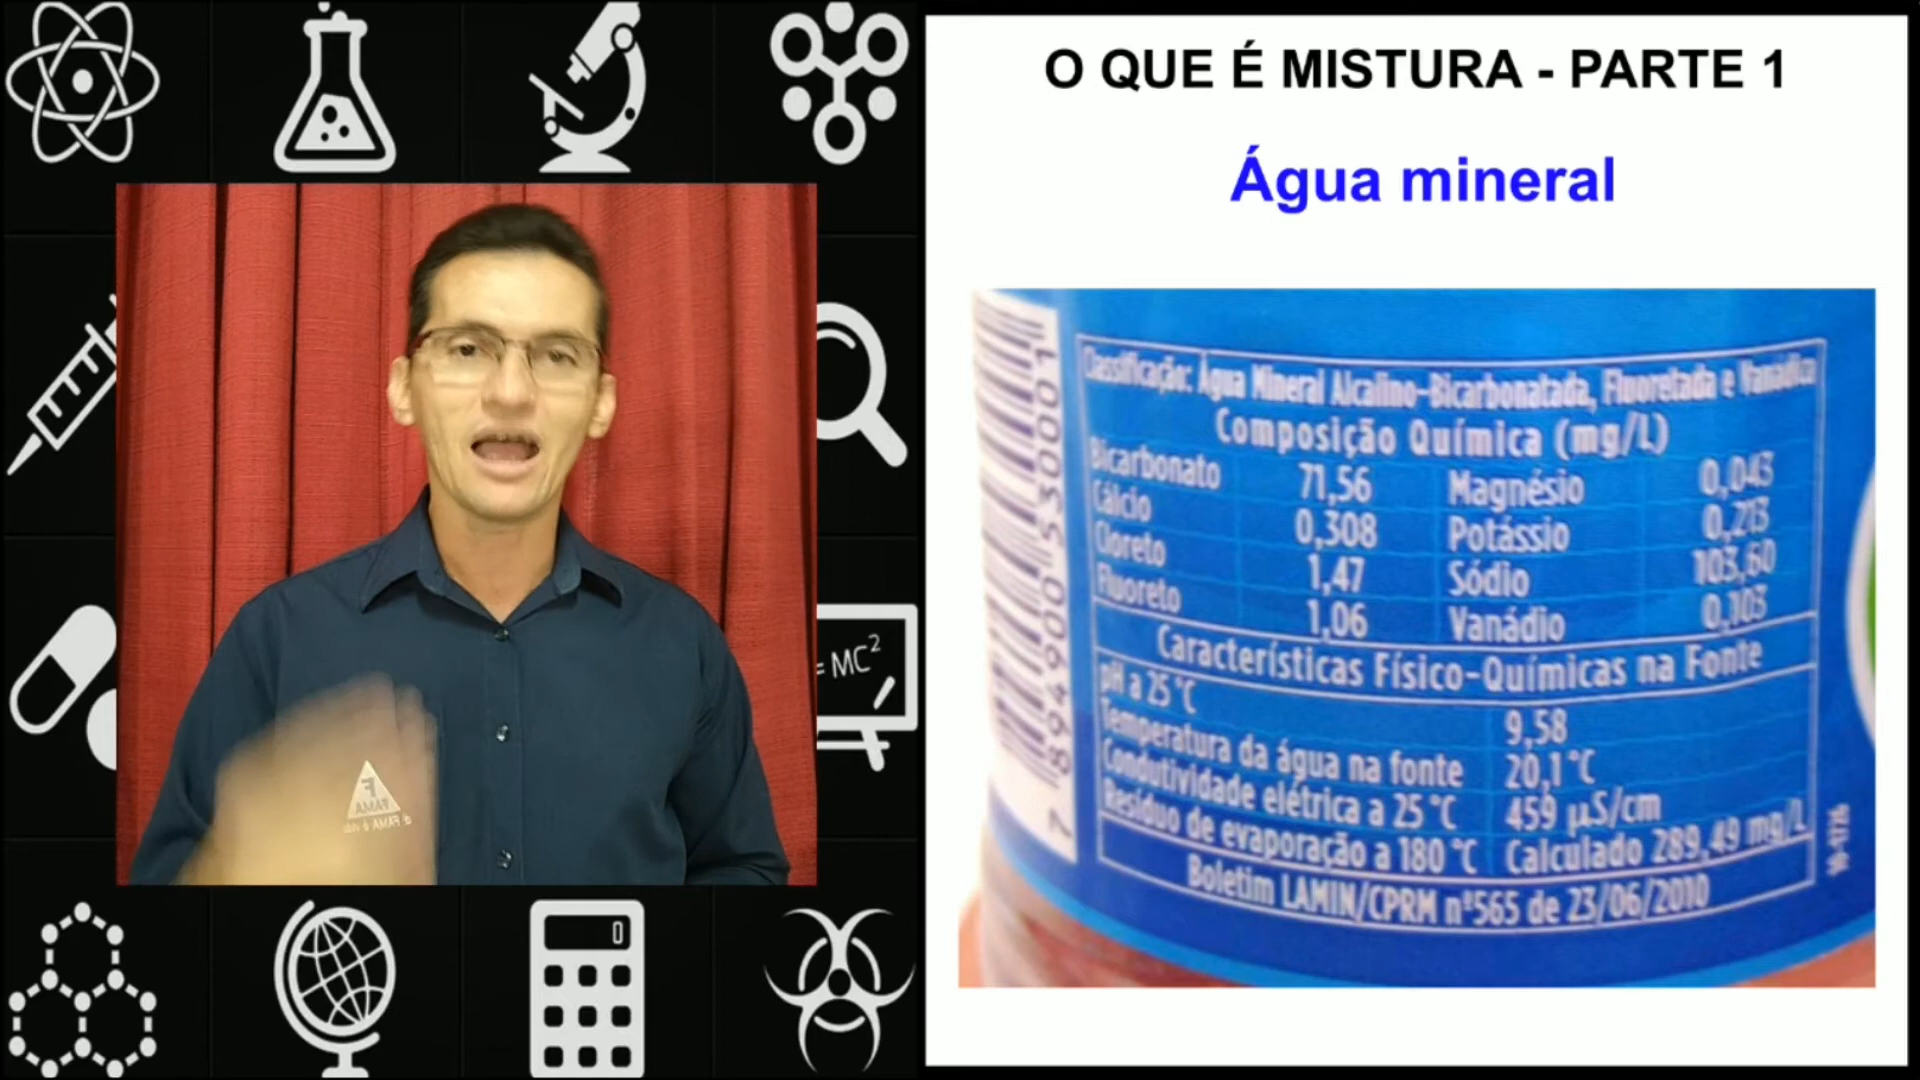 O QUE É MISTURA - PARTE 1
Água mineral
Classificação: Água Mineral Alcalino-Bicarbonatada, Fluoretada e Vanádica
Composição Química (mg/L)
Bicarbonato 71,56 Magnésio 0,043
Cálcio 0,308 Potássio 0,213
Cloreto 1,47 Sódio 103,60
Fluoreto 1,06 Vanádio 0,103
Características Físico-Químicas na Fonte
pH a 25 °C 9,58
Temperatura da água na fonte 20,1 °C
Condutividade elétrica a 25 °C 459 µS/cm
Resíduo de evaporação a 180 °C Calculado 289,49 mg/L
Boletim LAMIN/CPRM nº565 de 23/06/2010
7 894900 530001
= MC²
F
FAMA
0